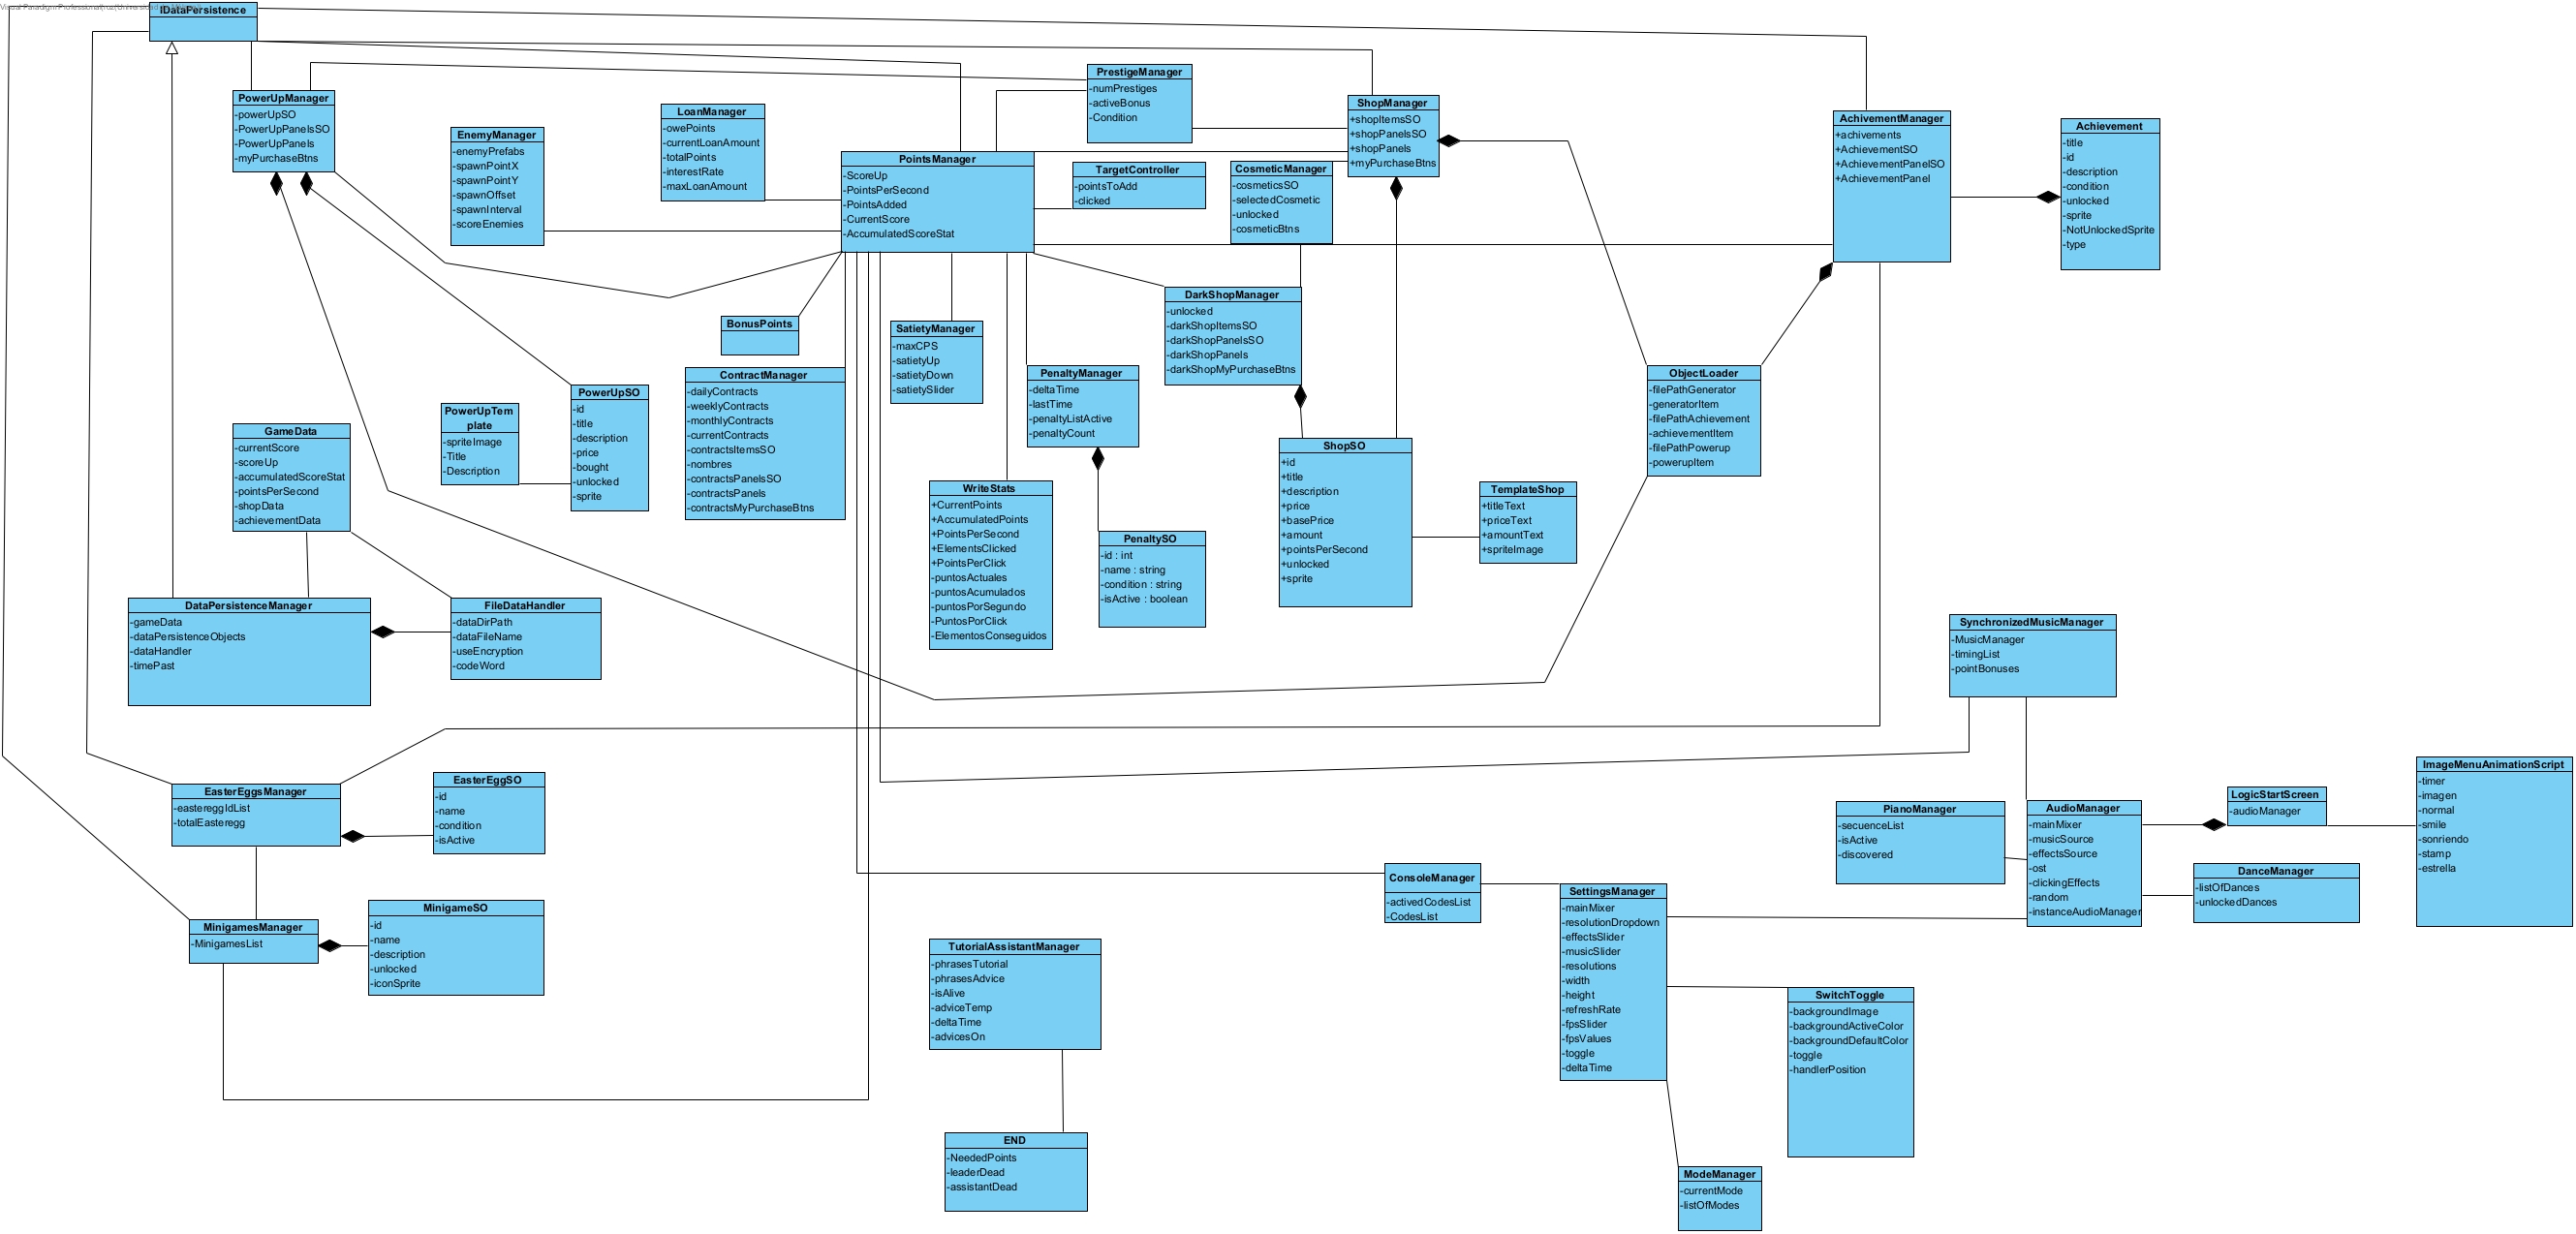 IDataPersistence
PowerUpManager
-powerUpSO
-PowerUpPanelsSO
-PowerUpPanels
-myPurchaseBtns
EnemyManager
-enemyPrefabs
-spawnPointX
-spawnPointY
-spawnOffset
-spawnInterval
-scoreEnemies
LoanManager
-owePoints
-currentLoanAmount
-totalPoints
-interestRate
-maxLoanAmount
PointsManager
-ScoreUp
-PointsPerSecond
-PointsAdded
-CurrentScore
-AccumulatedScoreStat
PrestigeManager
-numPrestiges
-activeBonus
-Condition
TargetController
-pointsToAdd
-clicked
CosmeticManager
-cosmeticsSO
-selectedCosmetic
-unlocked
-cosmeticBtns
ShopManager
+shopItemsSO
+shopPanelsSO
+shopPanels
+myPurchaseBtns
AchivementManager
+achivements
+AchievementSO
+AchievementPanelSO
+AchievementPanel
Achievement
-title
-id
-description
-condition
-unlocked
-sprite
-NotUnlockedSprite
-type
BonusPoints
SatietyManager
-maxCPS
-satietyUp
-satietyDown
-satietySlider
DarkShopManager
-unlocked
-darkShopItemsSO
-darkShopPanelsSO
-darkShopPanels
-darkShopMyPurchaseBtns
ContractManager
-dailyContracts
-weeklyContracts
-monthlyContracts
-currentContracts
-contractsItemsSO
-nombres
-contractsPanelsSO
-contractsPanels
-contractsMyPurchaseBtns
PenaltyManager
-deltaTime
-lastTime
-penaltyListActive
-penaltyCount
ObjectLoader
-filePathGenerator
-generatorItem
-filePathAchievement
-achievementItem
-filePathPowerup
-powerupItem
PowerUpSO
-id
-title
-description
-price
-bought
-unlocked
-sprite
PowerUpTem
plate
-spriteImage
-Title
-Description
GameData
-currentScore
-scoreUp
-accumulatedScoreStat
-pointsPerSecond
-shopData
-achievementData
ShopSO
+id
+title
+description
+price
+basePrice
+amount
+pointsPerSecond
+unlocked
+sprite
TemplateShop
+titleText
+priceText
+amountText
+spriteImage
WriteStats
+CurrentPoints
+AccumulatedPoints
+PointsPerSecond
+ElementsClicked
+PointsPerClick
-puntosActuales
-puntosAcumulados
-puntosPorSegundo
-PuntosPorClick
-ElementosConseguidos
PenaltySO
-id : int
-name : string
-condition : string
-isActive : boolean
DataPersistenceManager
-gameData
-dataPersistenceObjects
-dataHandler
-timePast
FileDataHandler
-dataDirPath
-dataFileName
-useEncryption
-codeWord
SynchronizedMusicManager
-MusicManager
-timingList
-pointBonuses
ImageMenuAnimationScript
-timer
-imagen
-normal
-smile
-sonriendo
-stamp
-estrella
EasterEggsManager
-eastereggIdList
-totalEasteregg
EasterEggSO
-id
-name
-condition
-isActive
PianoManager
-secuenceList
-isActive
-discovered
AudioManager
-mainMixer
-musicSource
-effectsSource
-ost
-clickingEffects
-random
-instanceAudioManager
LogicStartScreen
-audioManager
DanceManager
-listOfDances
-unlockedDances
ConsoleManager
-activedCodesList
-CodesList
SettingsManager
-mainMixer
-resolutionDropdown
-effectsSlider
-musicSlider
-resolutions
-width
-height
-refreshRate
-fpsSlider
-fpsValues
-toggle
-deltaTime
MinigamesManager
-MinigamesList
MinigameSO
-id
-name
-description
-unlocked
-iconSprite
TutorialAssistantManager
-phrasesTutorial
-phrasesAdvice
-isAlive
-adviceTemp
-deltaTime
-advicesOn
SwitchToggle
-backgroundImage
-backgroundActiveColor
-backgroundDefaultColor
-toggle
-handlerPosition
END
-NeededPoints
-leaderDead
-assistantDead
ModeManager
-currentMode
-listOfModes